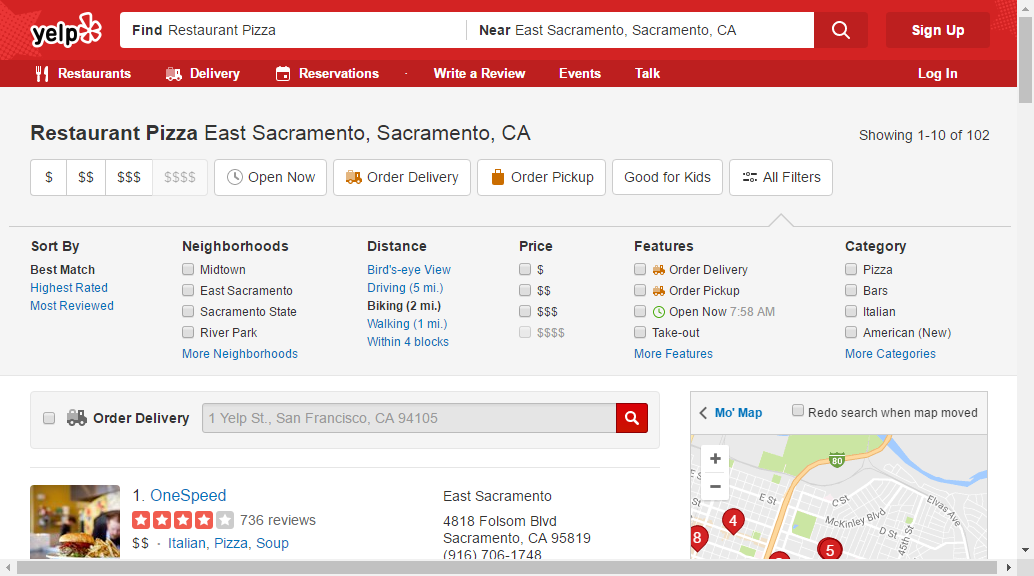 yelp
Find Restaurant Pizza
Near East Sacramento, Sacramento, CA
Sign Up
Restaurants
Delivery
Reservations
·
Write a Review
Events
Talk
Log In
Restaurant Pizza East Sacramento, Sacramento, CA
Showing 1-10 of 102
$
$$
$$$
$$$$
Open Now
Order Delivery
Order Pickup
Good for Kids
All Filters
Sort By
Best Match
Highest Rated
Most Reviewed
Neighborhoods
Midtown
East Sacramento
Sacramento State
River Park
More Neighborhoods
Distance
Bird's-eye View
Driving (5 mi.)
Biking (2 mi.)
Walking (1 mi.)
Within 4 blocks
Price
$
$$
$$$
$$$$
Features
Order Delivery
Order Pickup
Open Now 7:58 AM
Take-out
More Features
Category
Pizza
Bars
Italian
American (New)
More Categories
Order Delivery
1 Yelp St., San Francisco, CA 94105
Mo' Map
Redo search when map moved
1. OneSpeed
736 reviews
$$ · Italian, Pizza, Soup
East Sacramento
4818 Folsom Blvd
Sacramento, CA 95819
(916) 706-1748
+
−
80
E St
C St
McKinley Blvd
D St
45th St
Elvas Ave
4
8
5